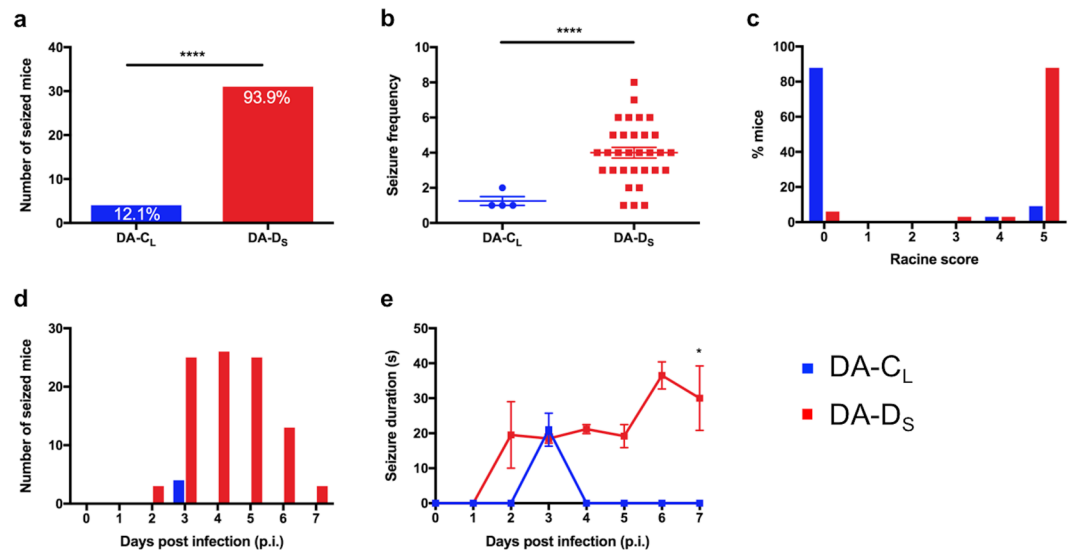 a
Number of seized mice
40
30
20
10
0
****
12.1%
93.9%
DA-CL
DA-DS
b
Seizure frequency
10
8
6
4
2
0
****
DA-CL
DA-DS
c
% mice
100
80
60
40
20
0
0 1 2 3 4 5
Racine score
d
Number of seized mice
30
20
10
0
0 1 2 3 4 5 6 7
Days post infection (p.i.)
e
Seizure duration (s)
50
40
30
20
10
0
*
0 1 2 3 4 5 6 7
Days post infection (p.i.)
DA-CL
DA-DS